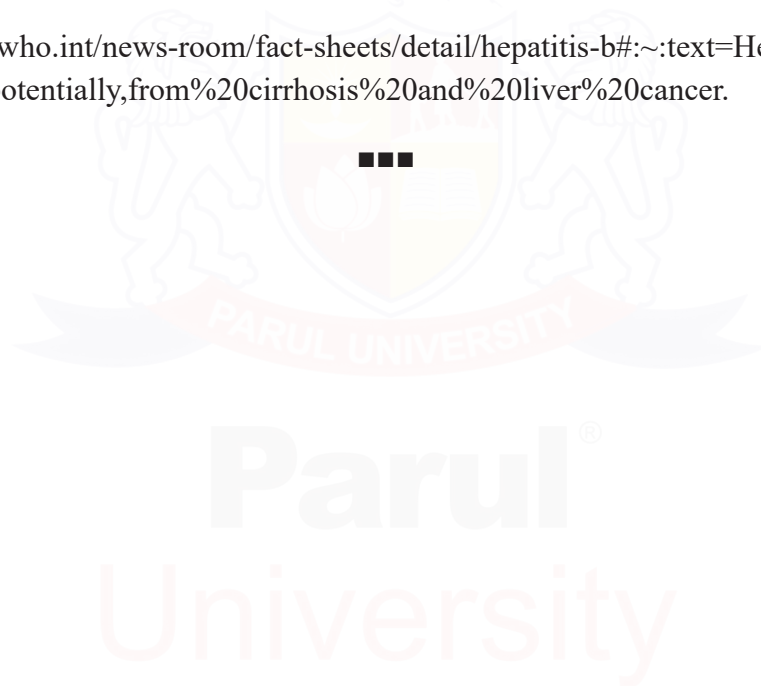 who.int/news-room/fact-sheets/detail/hepatitis-b#:~:text=He
otentially,from%20cirrhosis%20and%20liver%20cancer.
■■■
PARUL UNIVERSITY
Parul®
University